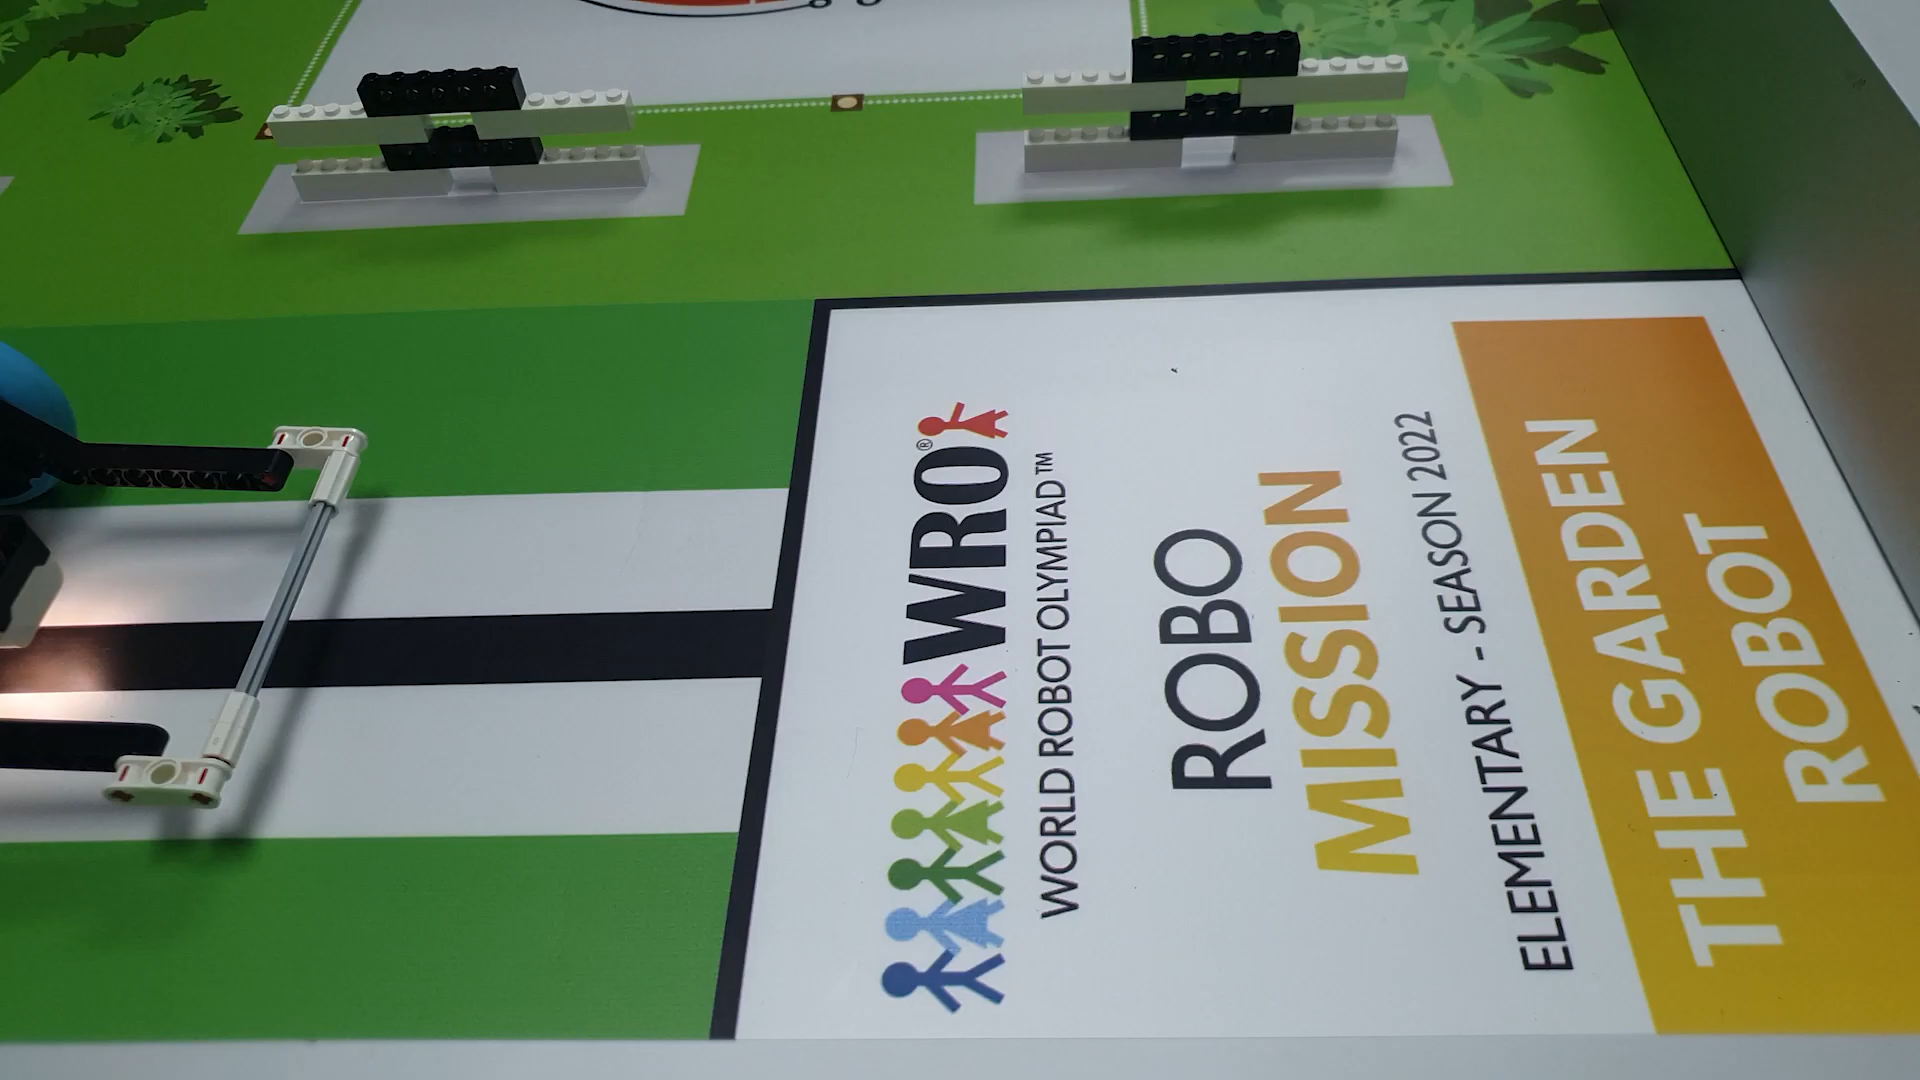 WRO®
WORLD ROBOT OLYMPIAD™
ROBO
MISSION
ELEMENTARY - SEASON 2022
THE GARDEN
ROBOT